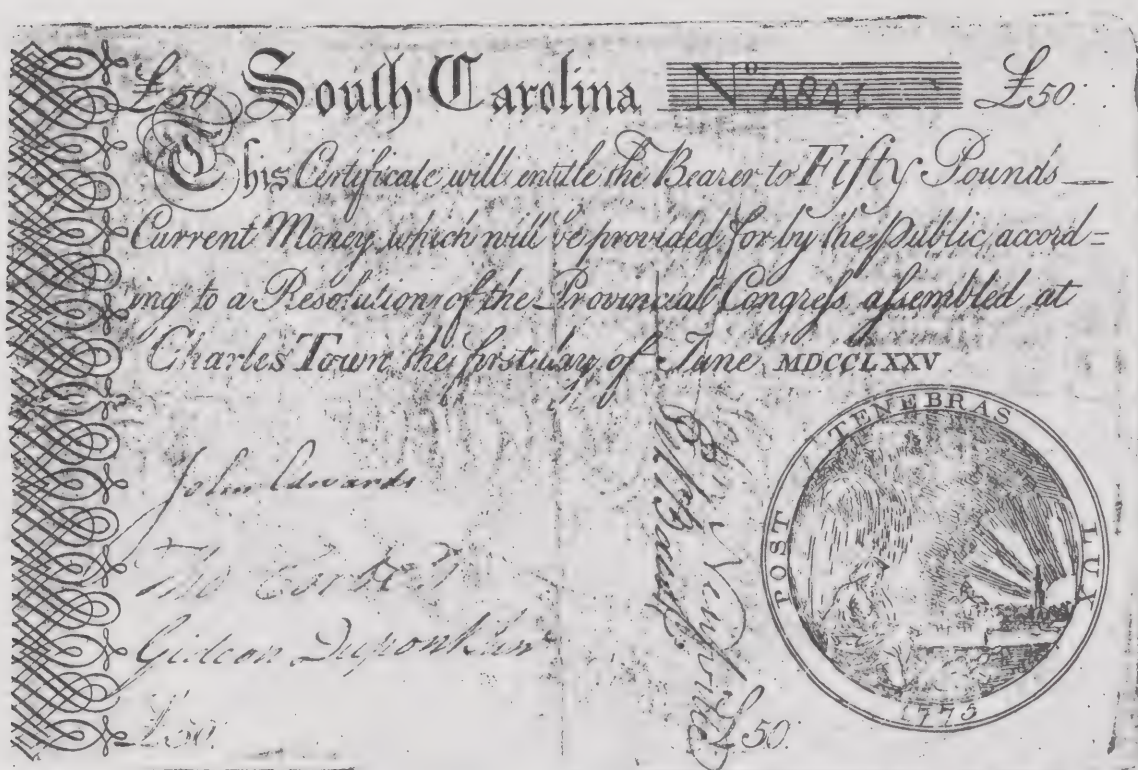 £50. South Carolina No 4841 £50.
This Certificate will entitle the Bearer to Fifty Pounds
Current Money, which will be provided for by the Public, accord=
ing to a Resolution, of the Provincial Congress, assembled at
Charles Town the first day of June, MDCCLXXV
POST TENEBRAS LUX
John Edwards
Tho Corbett
Gideon Dupont Jun
1775
£50.
£50.